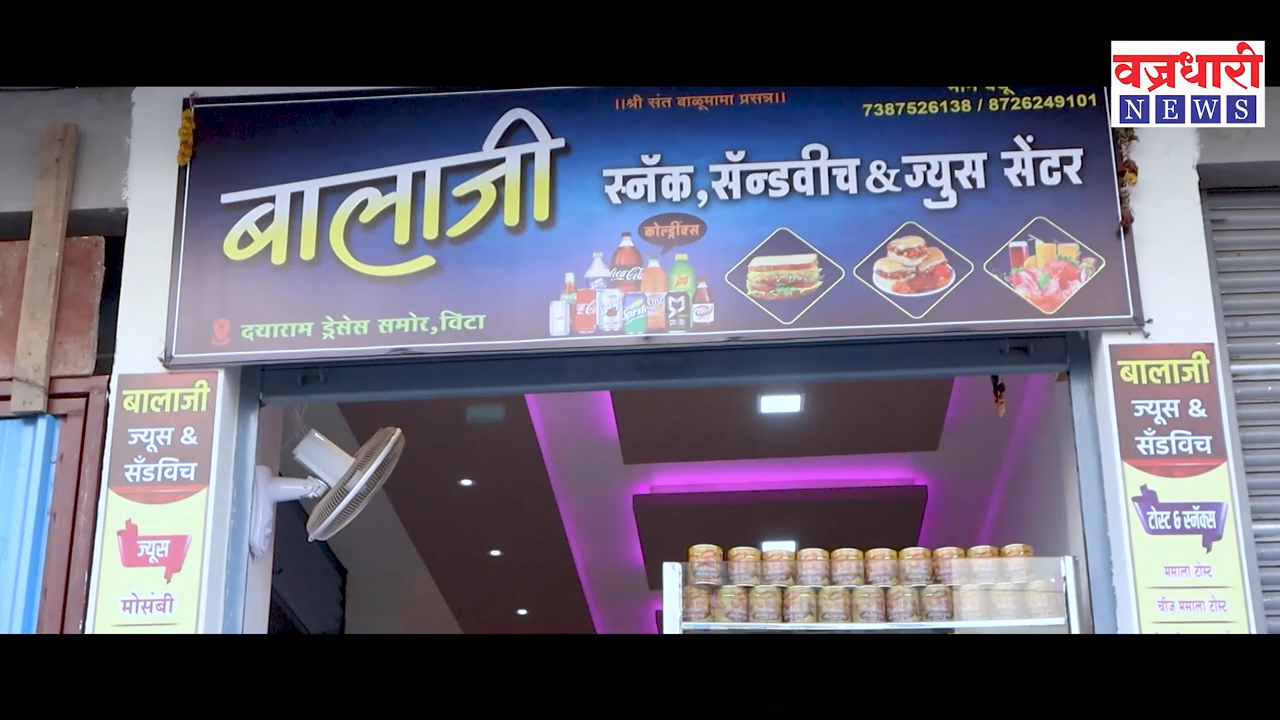 वज्रधारी
NEWS
।।श्री संत बाळूमामा प्रसन्न।।
7387526138 / 8726249101
बालाजी
स्नॅक,सॅन्डवीच & ज्युस सेंटर
कोल्ड्रींक्स
दयाराम ड्रेसेस समोर,विटा
बालाजी
ज्यूस &
सँडविच
ज्यूस
मोसंबी
बालाजी
ज्यूस &
सँडविच
टोस्ट & स्नॅक्स
मसाला टोस्ट
चीज मसाला टोस्ट